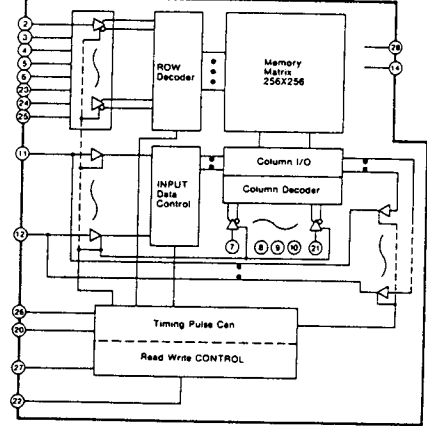 2
3
4
5
6
23
24
25
ROW
Decoder
Memory
Matrix
256X256
28
14
11
12
INPUT
Data
Control
Column I/O
Column Decoder
7
8
9
10
21
26
20
27
22
Timing Pulse Can
Read Write CONTROL